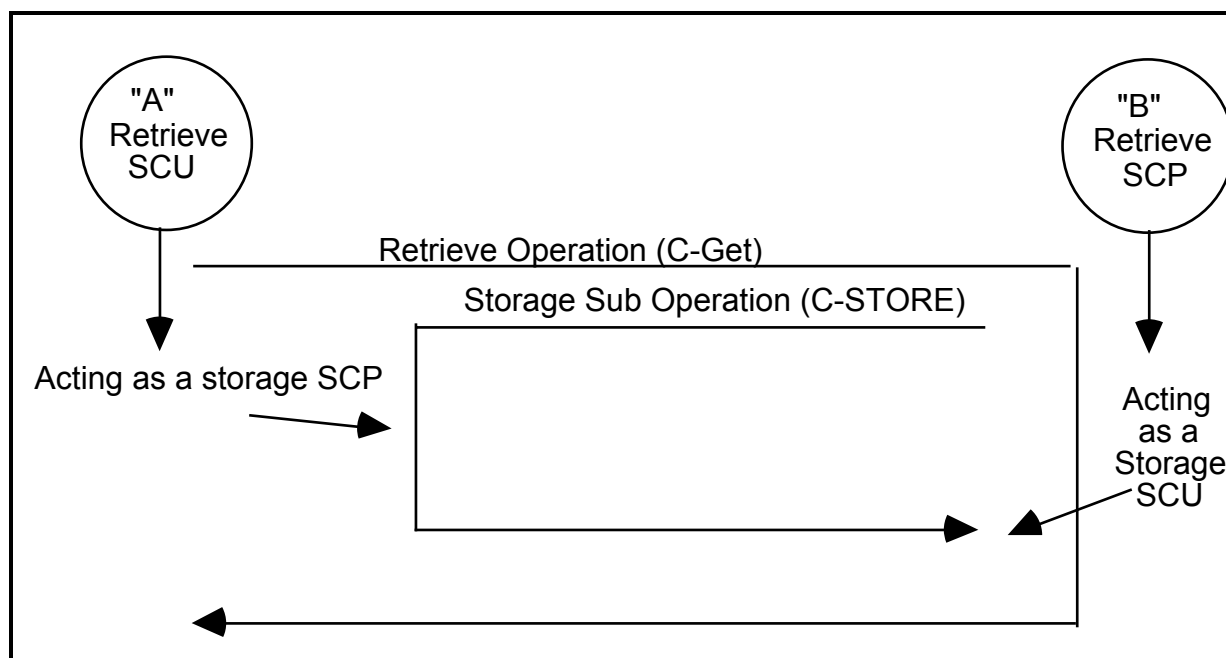 "A"
Retrieve
SCU
"B"
Retrieve
SCP
Retrieve Operation (C-Get)
Storage Sub Operation (C-STORE)
Acting as a storage SCP
Acting
as a
Storage
SCU